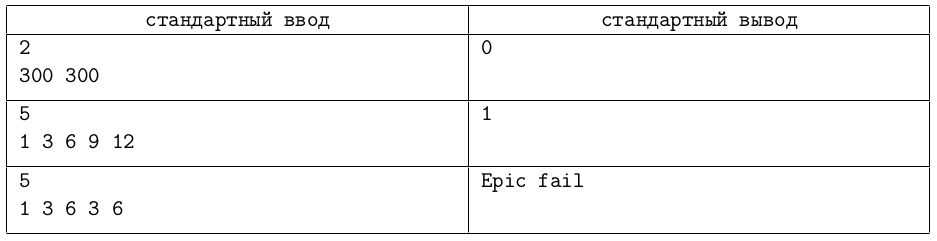 стандартный ввод стандартный вывод
2 0
300 300
5 1
1 3 6 9 12
5 Epic fail
1 3 6 3 6